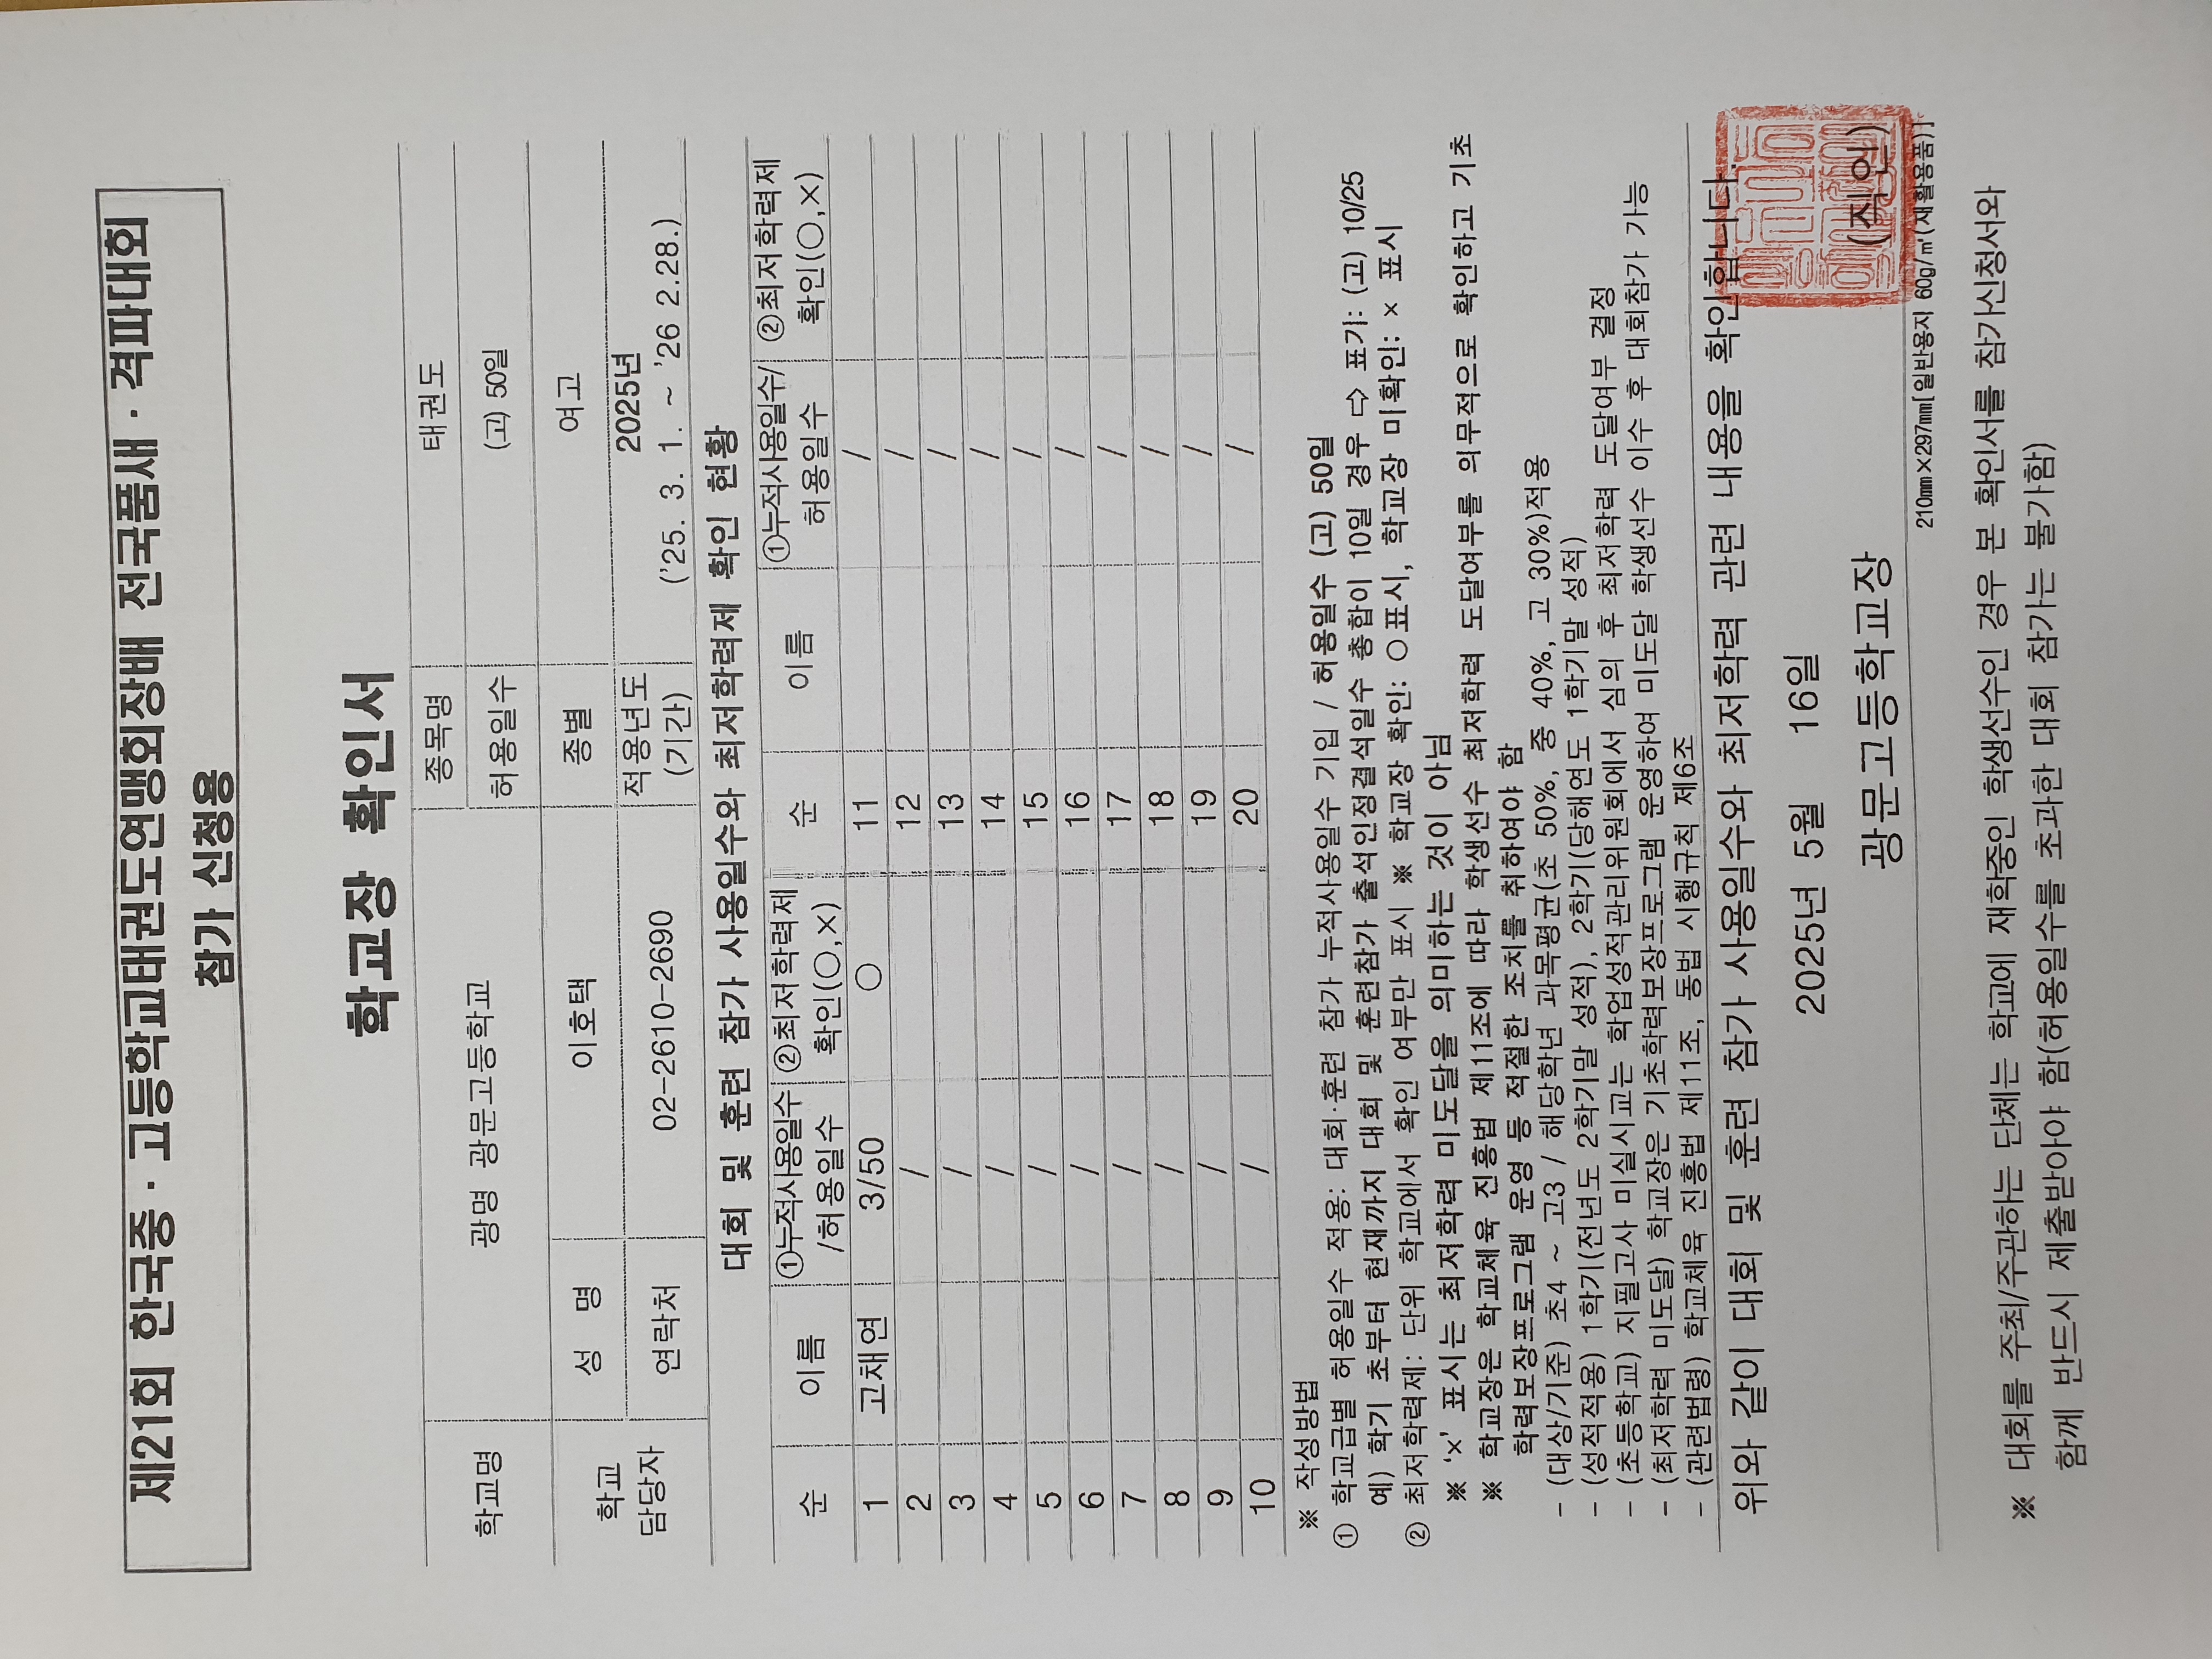 제21회 한국중·고등학교태권도연맹회장배 전국품새·격파대회
참가 신청용
학교장 확인서
학교명 광명 광문고등학교 종목명 태권도
허용일수 (고) 50일
학교 담당자 성 명 이호택 종별 여고
연락처 02-2610-2690 적용년도 (기간) 2025년
('25. 3. 1. ~ '26 2.28.)
대회 및 훈련 참가 사용일수와 최저학력제 확인 현황
순 이름 ①누적사용일수 /허용일수 ②최저학력제 확인(○,×) 순 이름 ①누적사용일수/ 허용일수 ②최저학력제 확인(○,×)
1 고채연 3/50 ○ 11 /
2 / 12 /
3 / 13 /
4 / 14 /
5 / 15 /
6 / 16 /
7 / 17 /
8 / 18 /
9 / 19 /
10 / 20 /
※ 작성방법
① 학교급별 허용일수 적용: 대회·훈련 참가 누적사용일수 기입 / 허용일수 (고) 50일
예) 학기 초부터 현재까지 대회 및 훈련참가 출석인정결석일수 총합이 10일 경우 ⇨ 표기: (고) 10/25
② 최저학력제: 단위 학교에서 확인 여부만 표시 ※ 학교장 확인: ○표시, 학교장 미확인: × 표시
※ '×' 표시는 최저학력 미도달을 의미하는 것이 아님
※ 학교장은 학교체육 진흥법 제11조에 따라 학생선수 최저학력 도달여부를 의무적으로 확인하고 기초
학력보장프로그램 운영 등 적절한 조치를 취하여야 함
- (대상/기준) 초4 ~ 고3 / 해당학년 과목평균(초 50%, 중 40%, 고 30%)적용
- (성적적용) 1학기(전년도 2학기말 성적), 2학기(당해연도 1학기말 성적)
- (초등학교) 지필고사 미실시교는 학업성적관리위원회에서 심의 후 최저학력 도달여부 결정
- (최저학력 미도달) 학교장은 기초학력보장프로그램 운영하여 미도달 학생선수 이수 후 대회참가 가능
- (관련법령) 학교체육 진흥법 제11조, 동법 시행규칙 제6조
위와 같이 대회 및 훈련 참가 사용일수와 최저학력 관련 내용을 확인합니다.
2025년 5월 16일
광문고등학교장 (직인)
210mm×297mm[일반용지 60g/㎡(재활용품)]
※ 대회를 주최/주관하는 단체는 학교에 재학중인 학생선수인 경우 본 확인서를 참가신청서와
함께 반드시 제출받아야 함(허용일수를 초과한 대회 참가는 불가함)